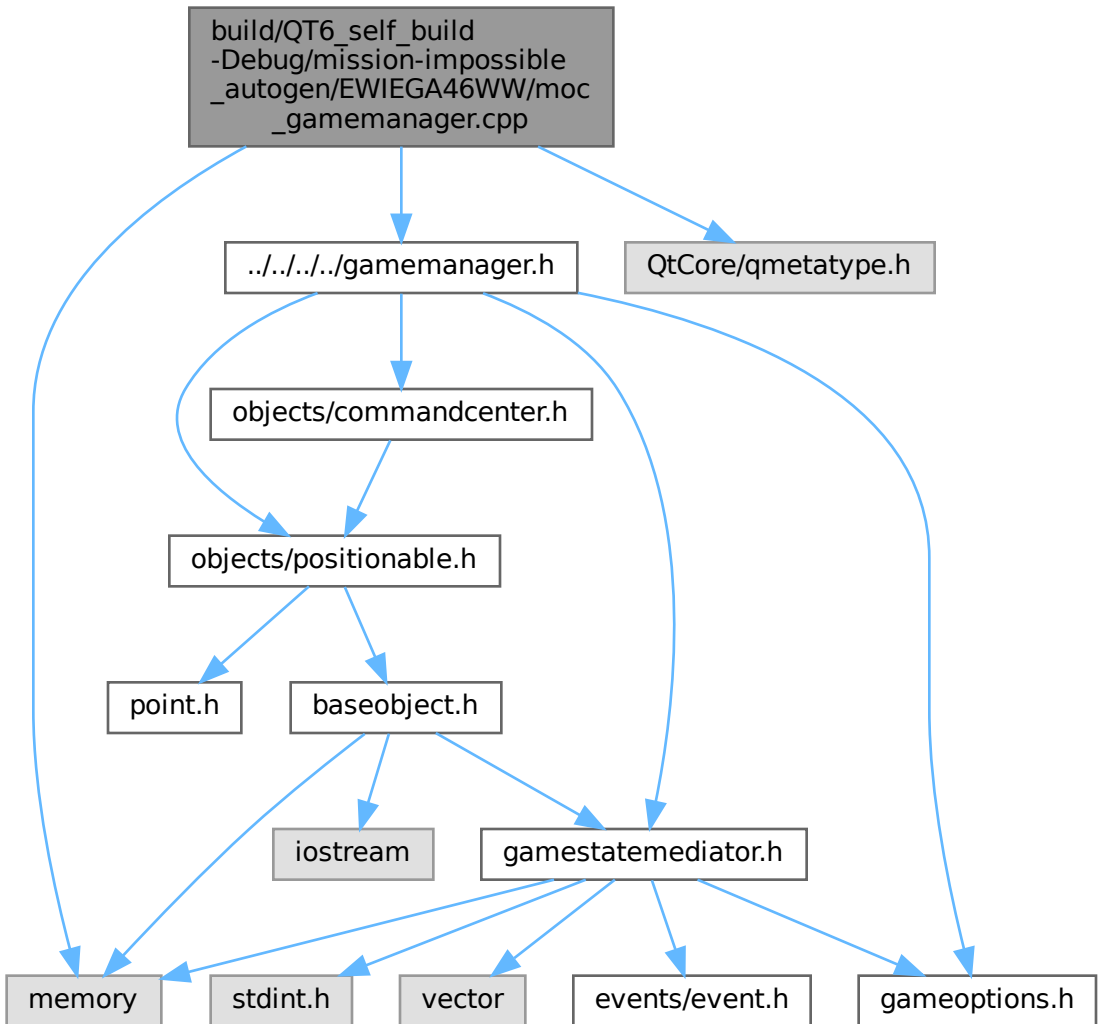 build/QT6_self_build
-Debug/mission-impossible
_autogen/EWIEGA46WW/moc
_gamemanager.cpp
../../../../gamemanager.h
QtCore/qmetatype.h
objects/commandcenter.h
objects/positionable.h
point.h
baseobject.h
iostream
gamestatemediator.h
memory
stdint.h
vector
events/event.h
gameoptions.h